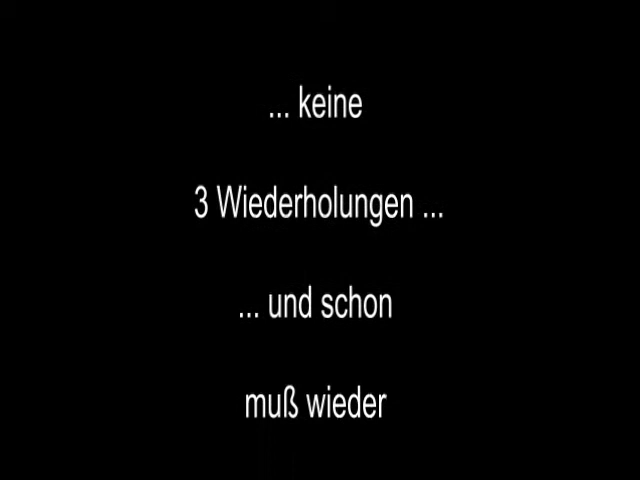 ... keine
3 Wiederholungen ...
... und schon
muß wieder